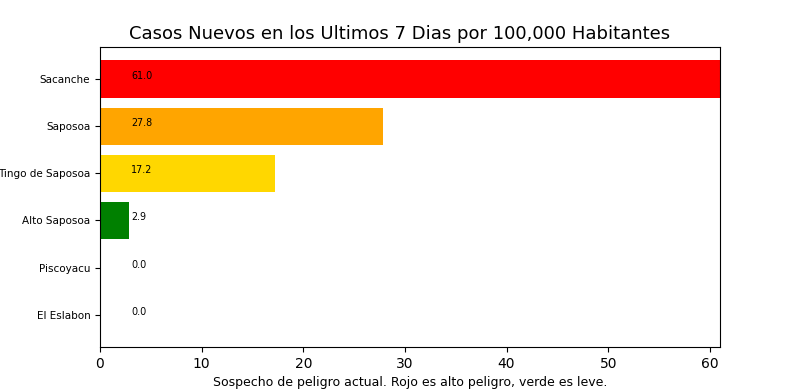 Casos Nuevos en los Ultimos 7 Dias por 100,000 Habitantes
Sacanche 61.0
Saposoa 27.8
Tingo de Saposoa 17.2
Alto Saposoa 2.9
Piscoyacu 0.0
El Eslabon 0.0
0 10 20 30 40 50 60
Sospecho de peligro actual. Rojo es alto peligro, verde es leve.